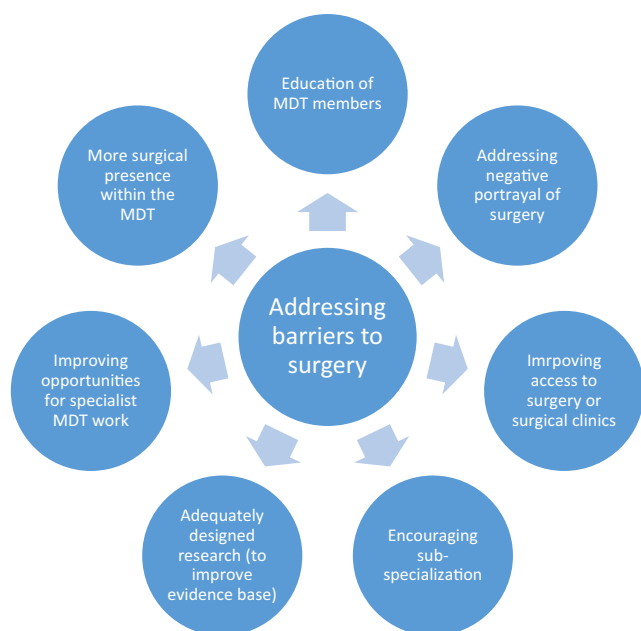 Education of
MDT members
Addressing
negative
portrayal of
surgery
Imrpoving
access to
surgery or
surgical clinics
Encouraging
sub-
specialization
Adequately
designed
research (to
improve
evidence base)
Improving
opportunities
for specialist
MDT work
More surgical
presence
within the
MDT
Addressing
barriers to
surgery